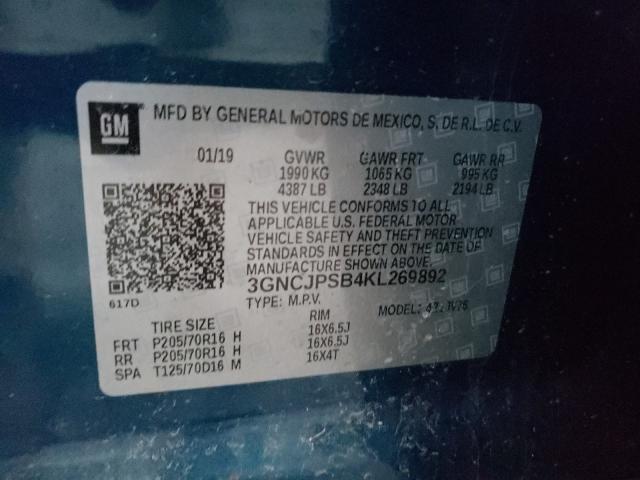 GM
MFD BY GENERAL MOTORS DE MEXICO, S. DE R.L. DE C.V.
01/19 GVWR GAWR FRT GAWR RR
1990 KG 1065 KG 995 KG
4387 LB 2348 LB 2194 LB
THIS VEHICLE CONFORMS TO ALL
APPLICABLE U.S. FEDERAL MOTOR
VEHICLE SAFETY AND THEFT PREVENTION
STANDARDS IN EFFECT ON THE DATE OF
MANUFACTURE SHOWN ABOVE.
617D 3GNCJPSB4KL269892
TYPE: M.P.V. MODEL:
TIRE SIZE RIM
FRT P205/70R16 H 16X6.5J
RR P205/70R16 H 16X6.5J
SPA T125/70D16 M 16X4T